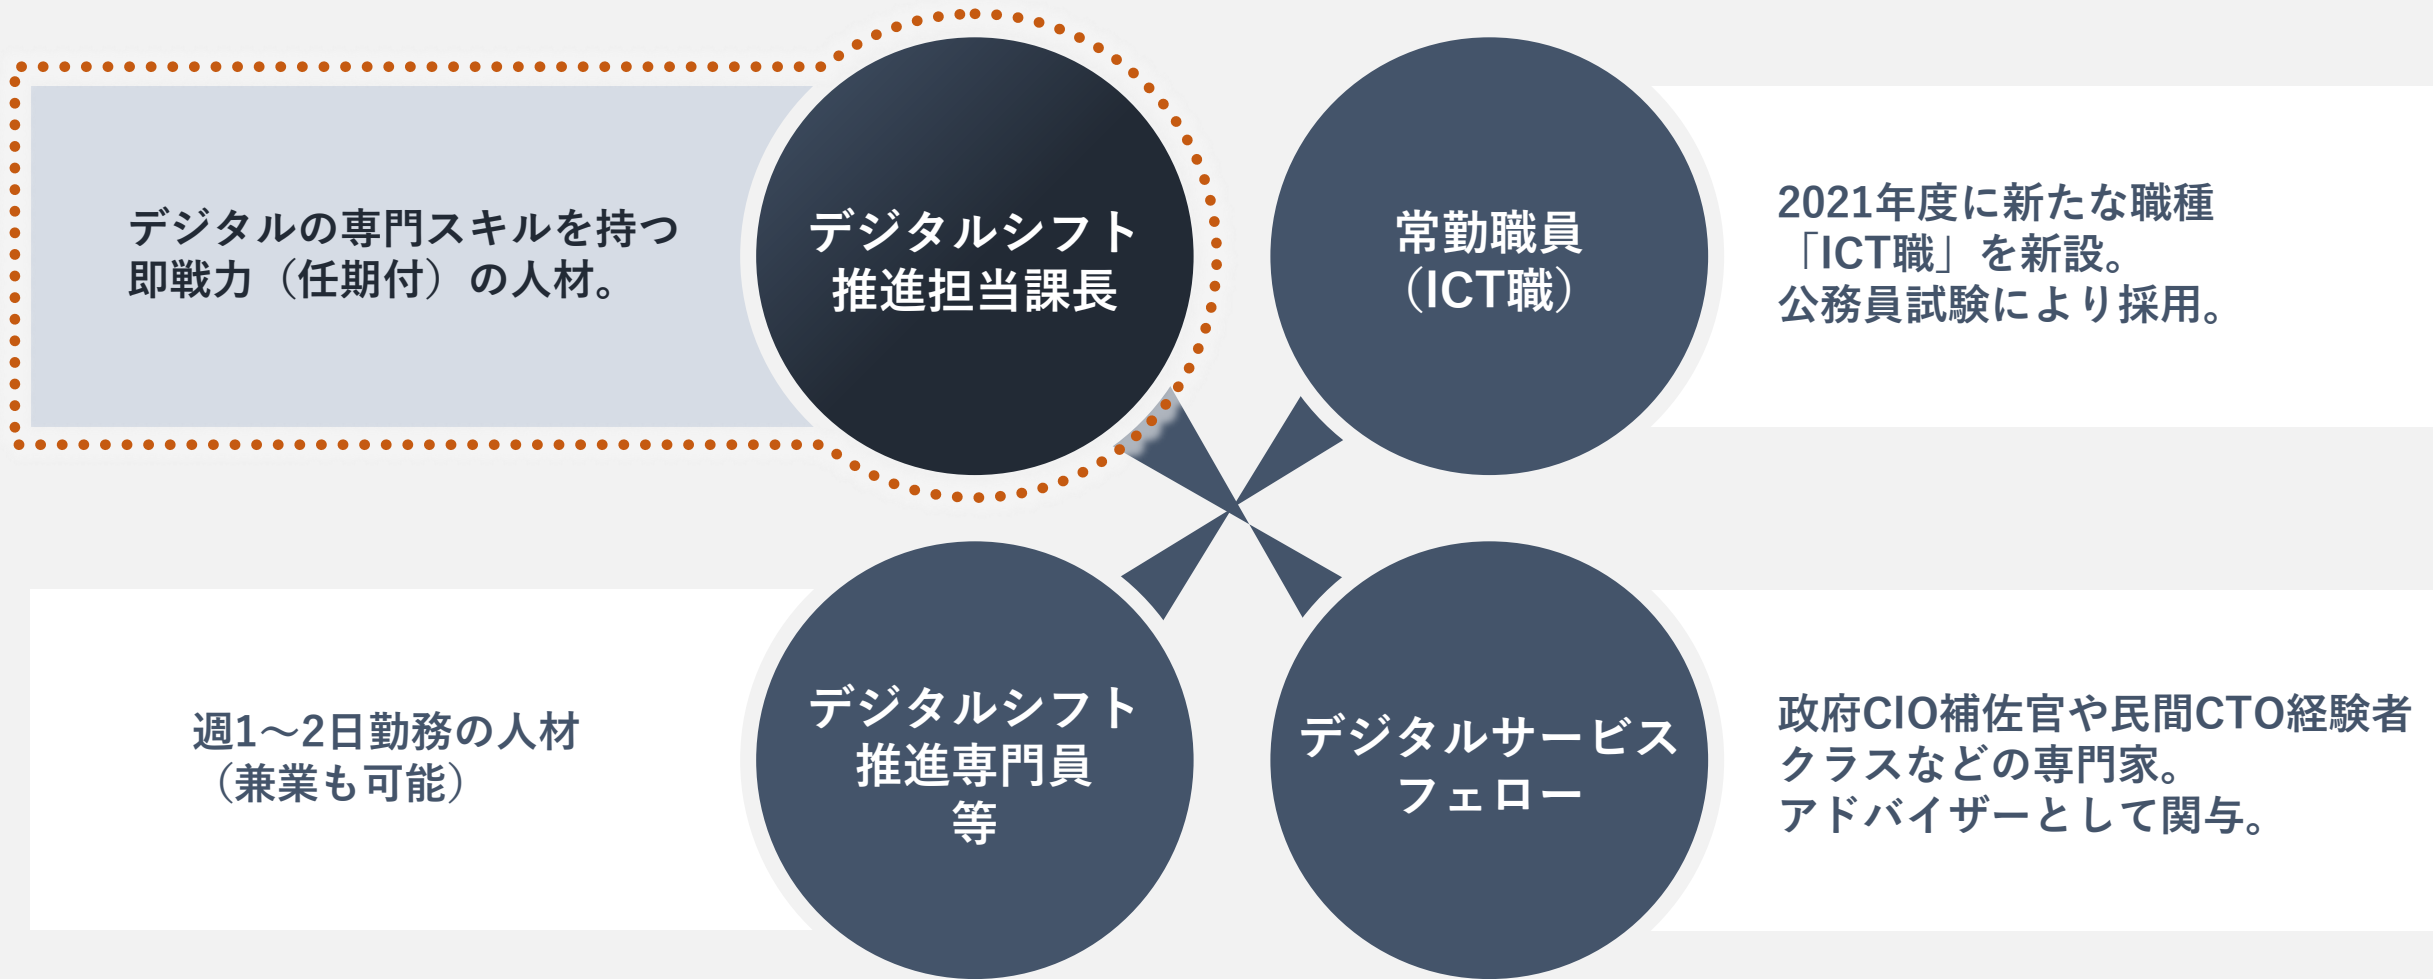 デジタルの専門スキルを持つ
即戦力（任期付）の人材。
デジタルシフト
推進担当課長
常勤職員
（ICT職）
2021年度に新たな職種
「ICT職」を新設。
公務員試験により採用。
週1～2日勤務の人材
（兼業も可能）
デジタルシフト
推進専門員
等
デジタルサービス
フェロー
政府CIO補佐官や民間CTO経験者
クラスなどの専門家。
アドバイザーとして関与。